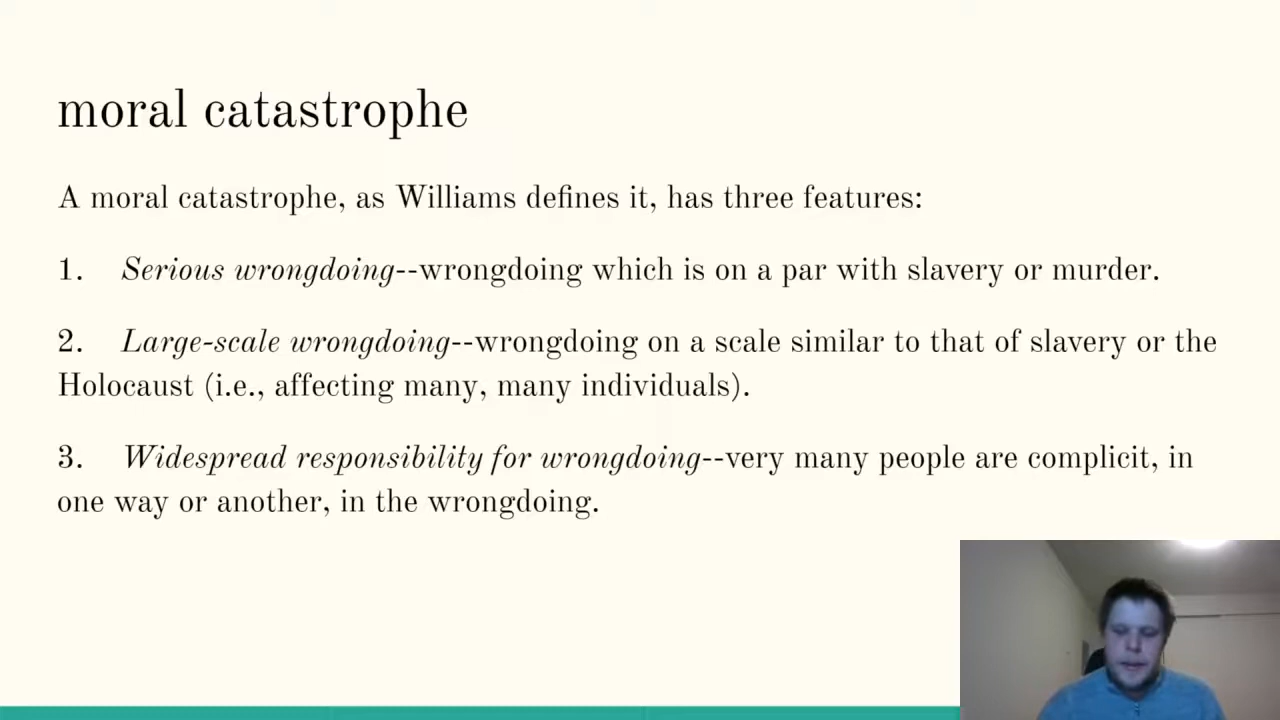 moral catastrophe
A moral catastrophe, as Williams defines it, has three features:
1. Serious wrongdoing--wrongdoing which is on a par with slavery or murder.
2. Large-scale wrongdoing--wrongdoing on a scale similar to that of slavery or the
Holocaust (i.e., affecting many, many individuals).
3. Widespread responsibility for wrongdoing--very many people are complicit, in
one way or another, in the wrongdoing.